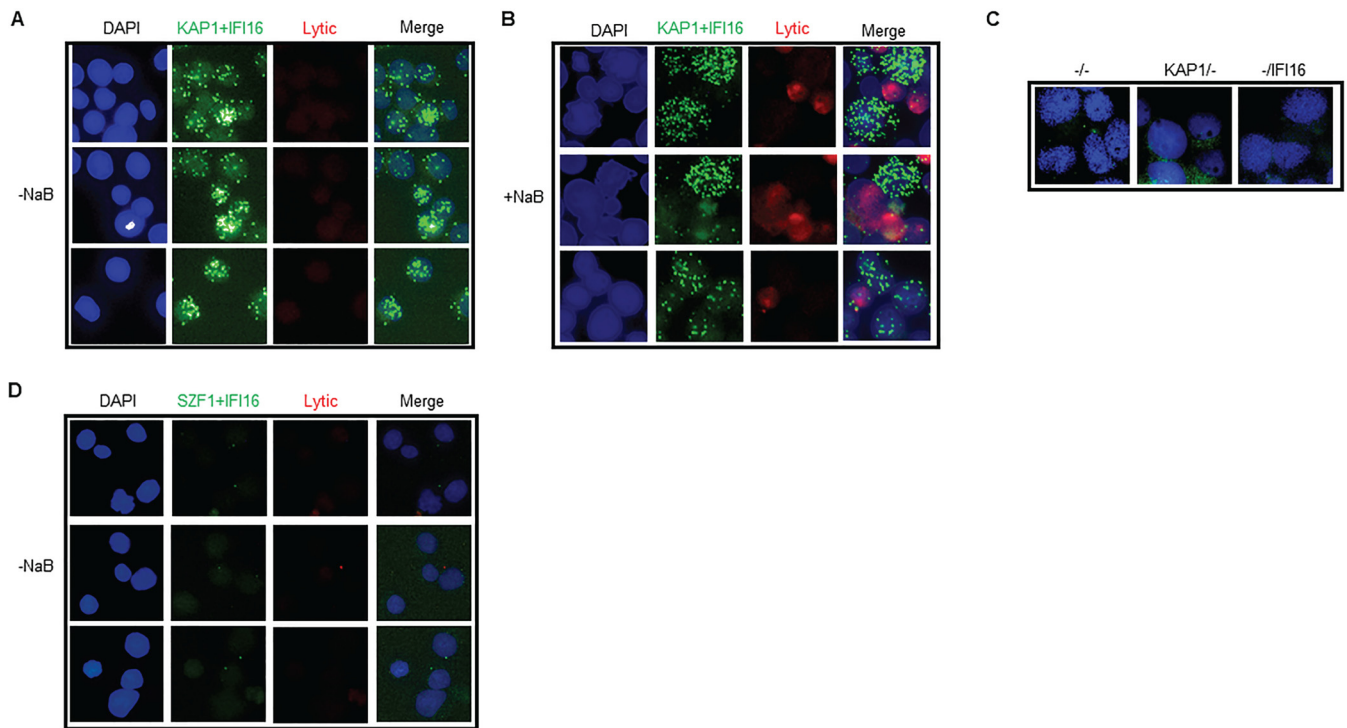 A
DAPI KAP1+IFI16 Lytic Merge
-NaB
B
DAPI KAP1+IFI16 Lytic Merge
+NaB
C
-/- KAP1/- -/IFI16
D
DAPI SZF1+IFI16 Lytic Merge
-NaB